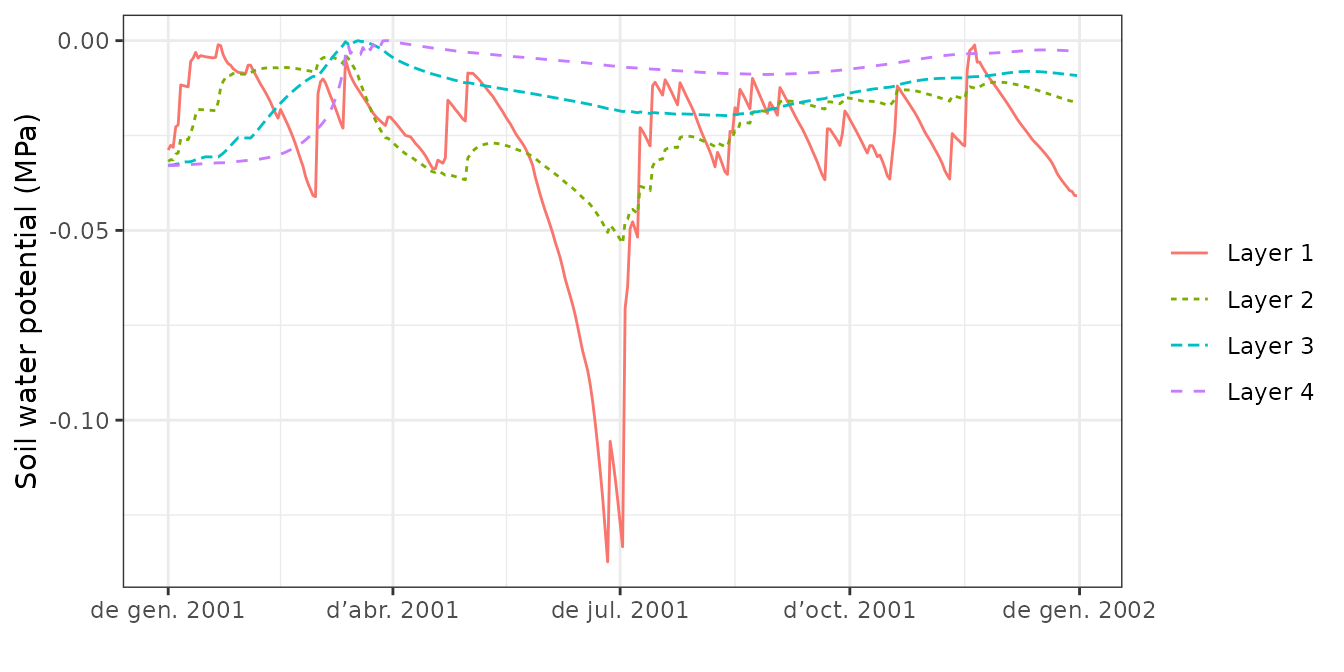 Soil water potential (MPa)
0.00
-0.05
-0.10
de gen. 2001
d’abr. 2001
de jul. 2001
d’oct. 2001
de gen. 2002
Layer 1
Layer 2
Layer 3
Layer 4